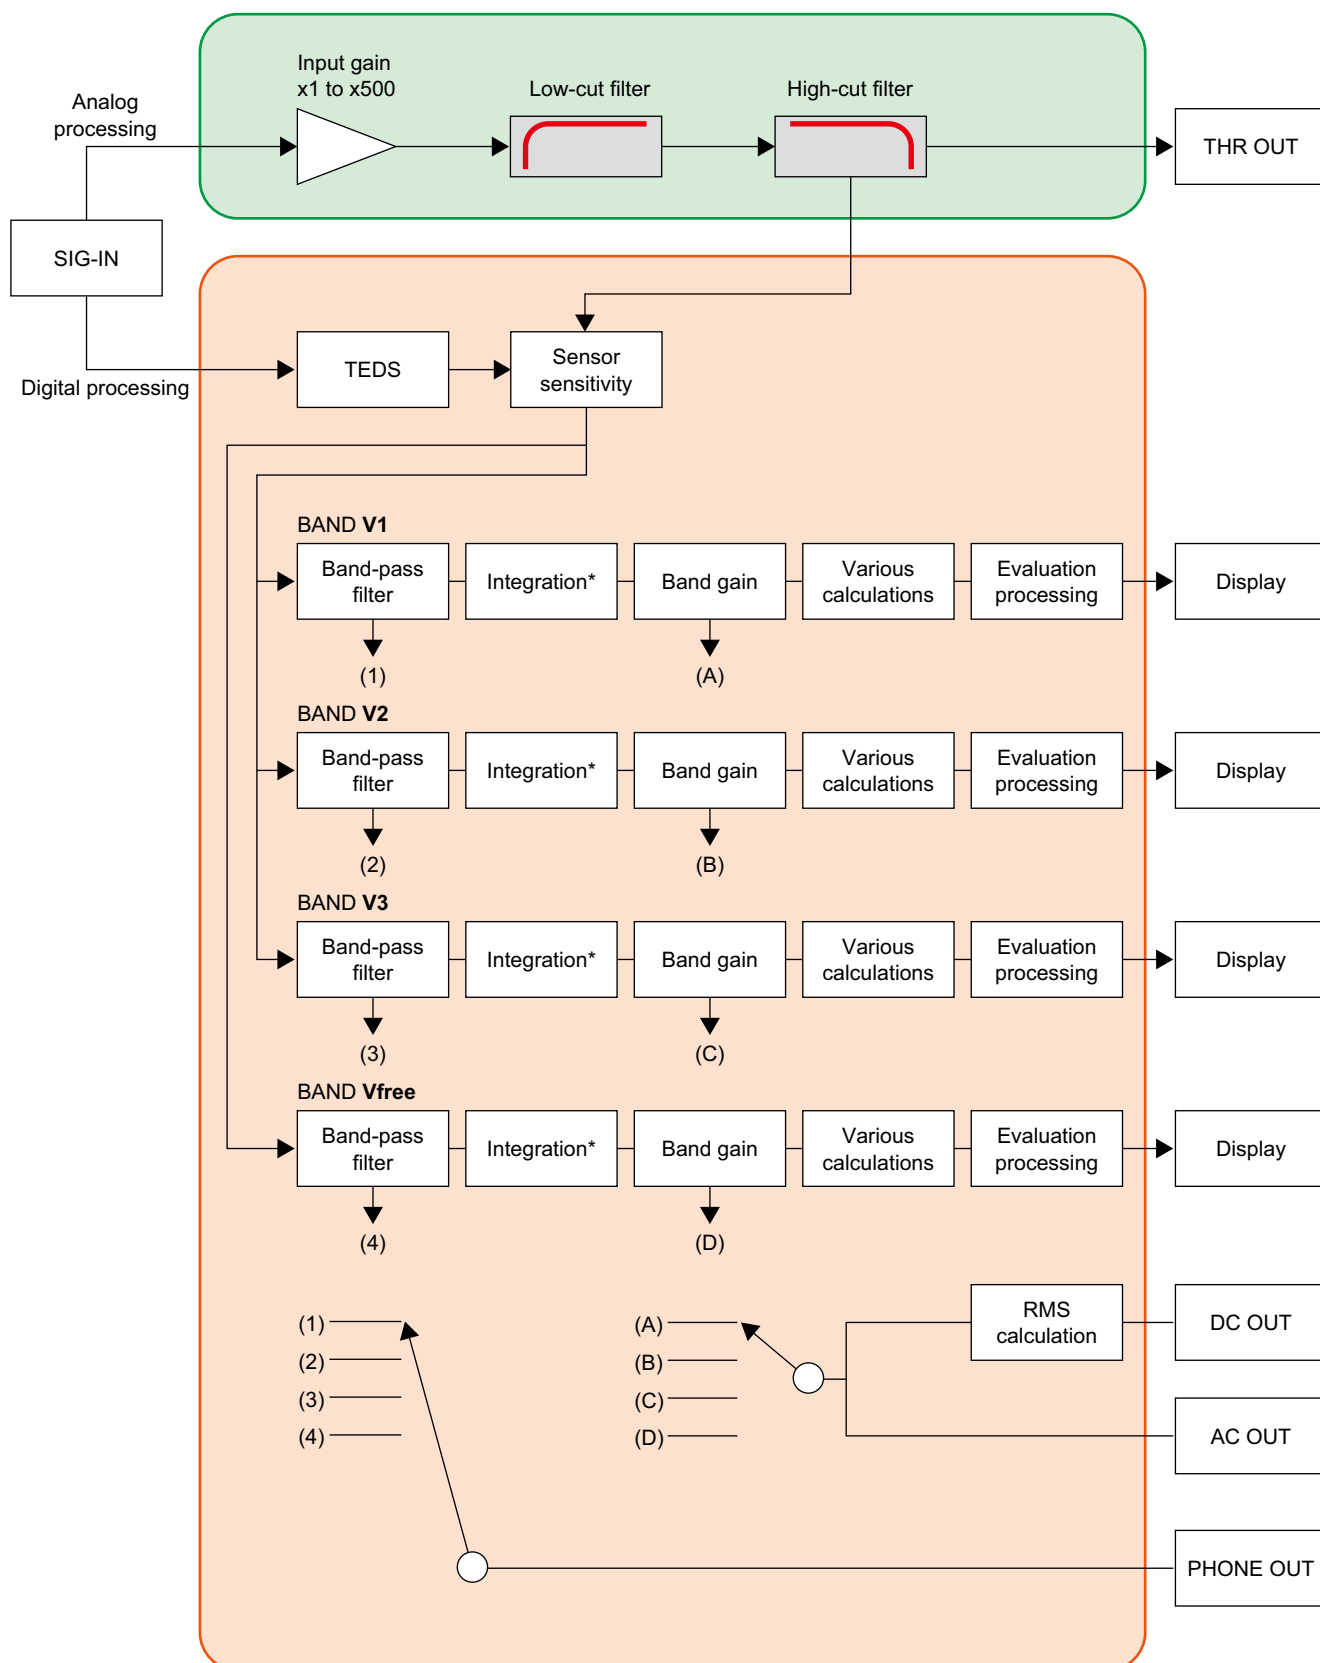 Input gain
x1 to x500
Low-cut filter
High-cut filter
Analog
processing
THR OUT
SIG-IN
Digital processing
TEDS
Sensor
sensitivity
BAND V1
Band-pass
filter
Integration*
Band gain
Various
calculations
Evaluation
processing
Display
(1)
(A)
BAND V2
Band-pass
filter
Integration*
Band gain
Various
calculations
Evaluation
processing
Display
(2)
(B)
BAND V3
Band-pass
filter
Integration*
Band gain
Various
calculations
Evaluation
processing
Display
(3)
(C)
BAND Vfree
Band-pass
filter
Integration*
Band gain
Various
calculations
Evaluation
processing
Display
(4)
(D)
(1)
(2)
(3)
(4)
(A)
(B)
(C)
(D)
RMS
calculation
DC OUT
AC OUT
PHONE OUT